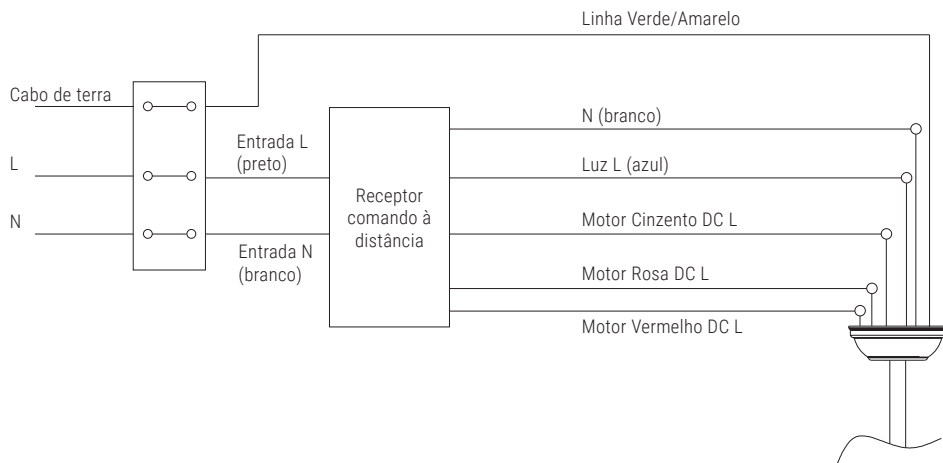 Linha Verde/Amarelo
Cabo de terra
L
N
Entrada L
(preto)
Entrada N
(branco)
Receptor
comando à
distância
N (branco)
Luz L (azul)
Motor Cinzento DC L
Motor Rosa DC L
Motor Vermelho DC L